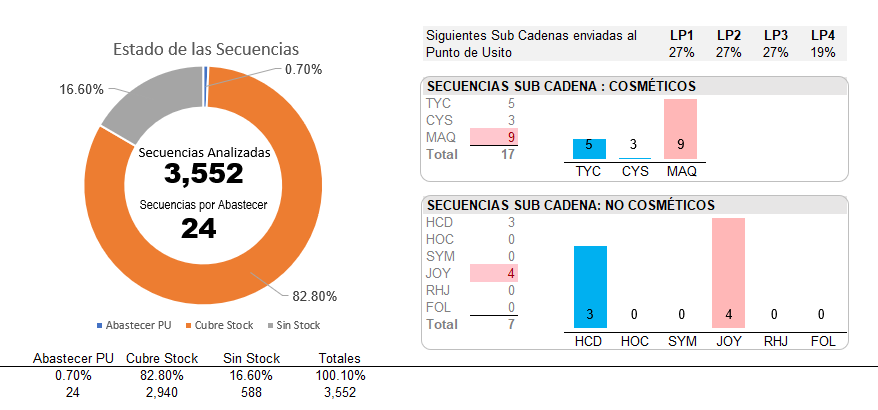 Estado de las Secuencias
0.70%
16.60%
Secuencias Analizadas
3,552
Secuencias por Abastecer
24
82.80%
Abastecer PU Cubre Stock Sin Stock
Abastecer PU Cubre Stock Sin Stock Totales
0.70% 82.80% 16.60% 100.10%
24 2,940 588 3,552
Siguientes Sub Cadenas enviadas al LP1 LP2 LP3 LP4
Punto de Usito 27% 27% 27% 19%
SECUENCIAS SUB CADENA : COSMÉTICOS
TYC 5
CYS 3
MAQ 9
Total 17
5 3 9
TYC CYS MAQ
SECUENCIAS SUB CADENA: NO COSMÉTICOS
HCD 3
HOC 0
SYM 0
JOY 4
RHJ 0
FOL 0
Total 7
3 0 0 4 0 0
HCD HOC SYM JOY RHJ FOL